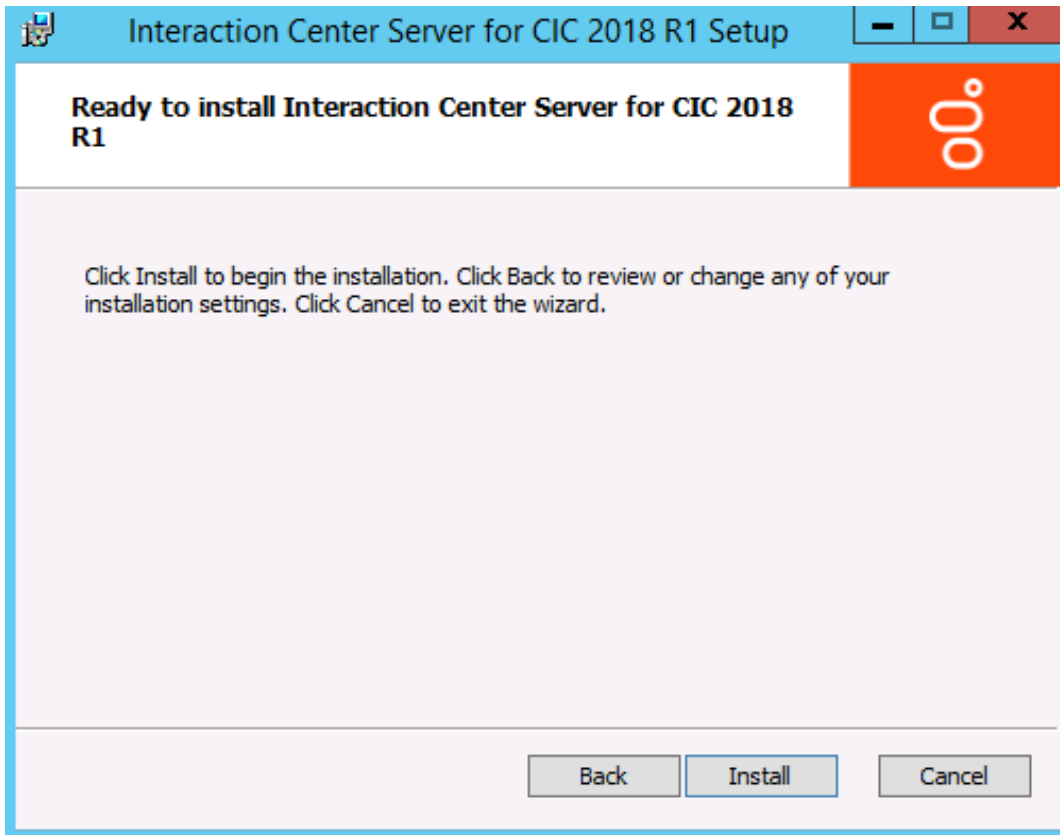 Interaction Center Server for CIC 2018 R1 Setup
Ready to install Interaction Center Server for CIC 2018
R1
Click Install to begin the installation. Click Back to review or change any of your
installation settings. Click Cancel to exit the wizard.
Back
Install
Cancel